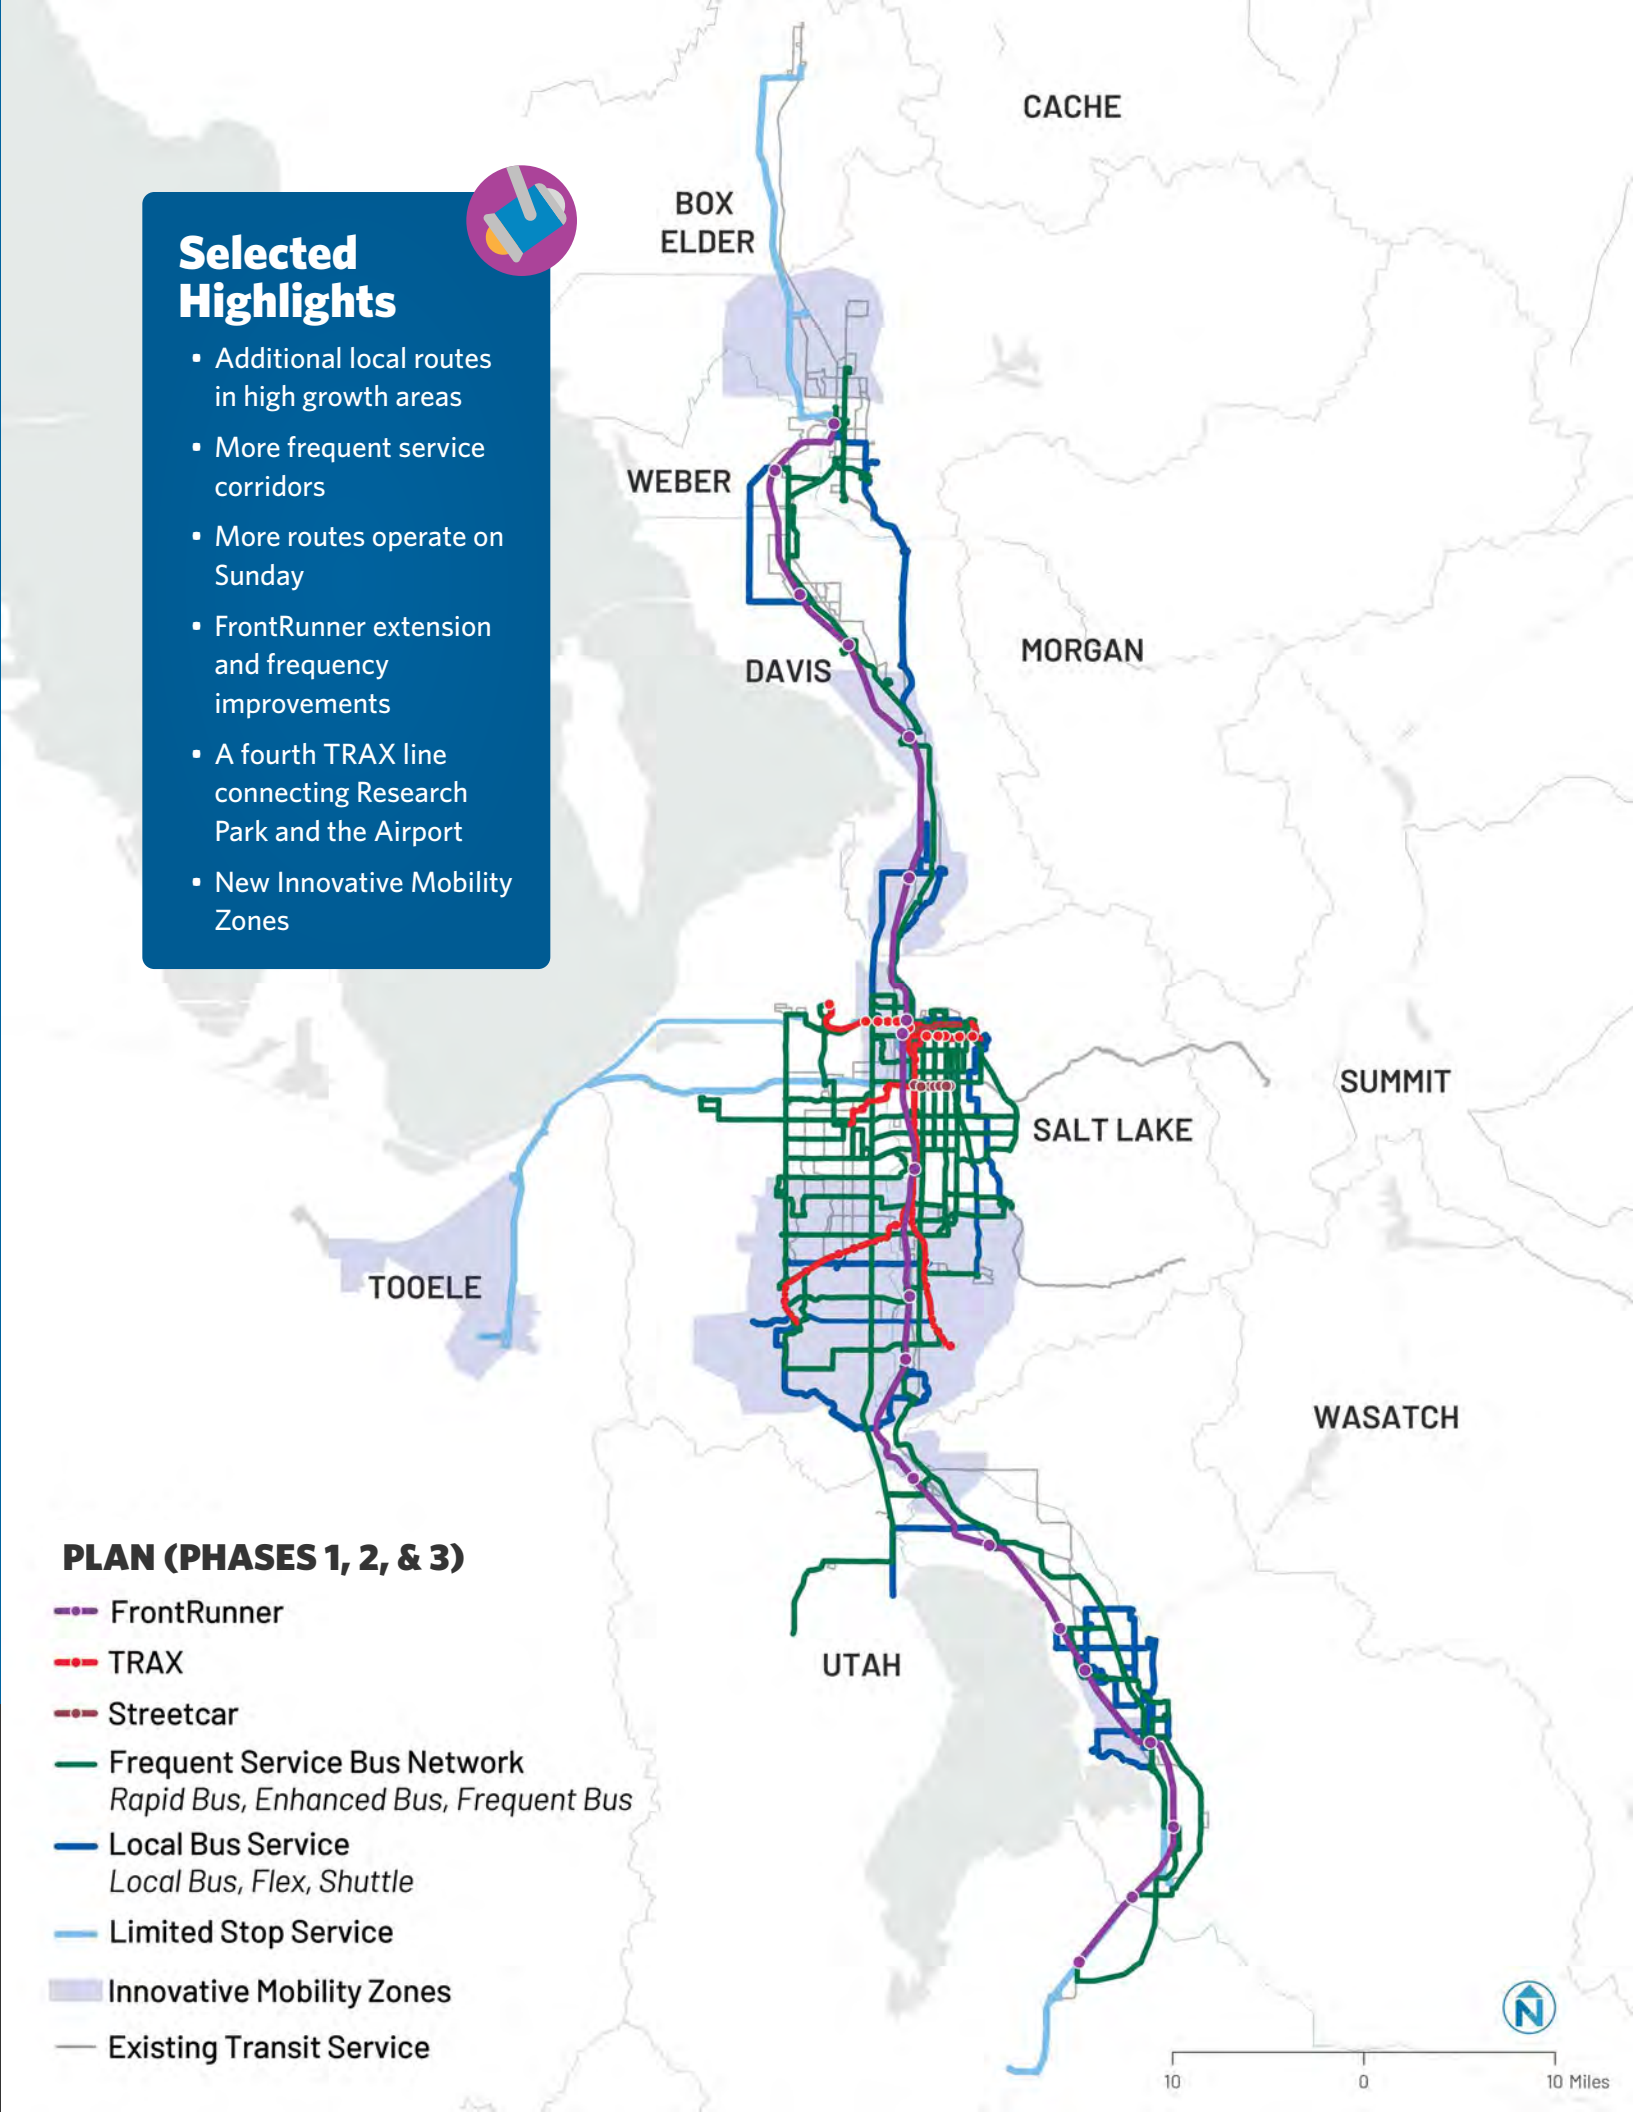 CACHE
BOX
ELDER
Selected
Highlights
▪ Additional local routes
in high growth areas
▪ More frequent service
corridors
▪ More routes operate on
Sunday
▪ FrontRunner extension
and frequency
improvements
▪ A fourth TRAX line
connecting Research
Park and the Airport
▪ New Innovative Mobility
Zones
WEBER
DAVIS
MORGAN
SUMMIT
SALT LAKE
TOOELE
WASATCH
UTAH
PLAN (PHASES 1, 2, & 3)
FrontRunner
TRAX
Streetcar
Frequent Service Bus Network
Rapid Bus, Enhanced Bus, Frequent Bus
Local Bus Service
Local Bus, Flex, Shuttle
Limited Stop Service
Innovative Mobility Zones
Existing Transit Service
N
10 0 10 Miles